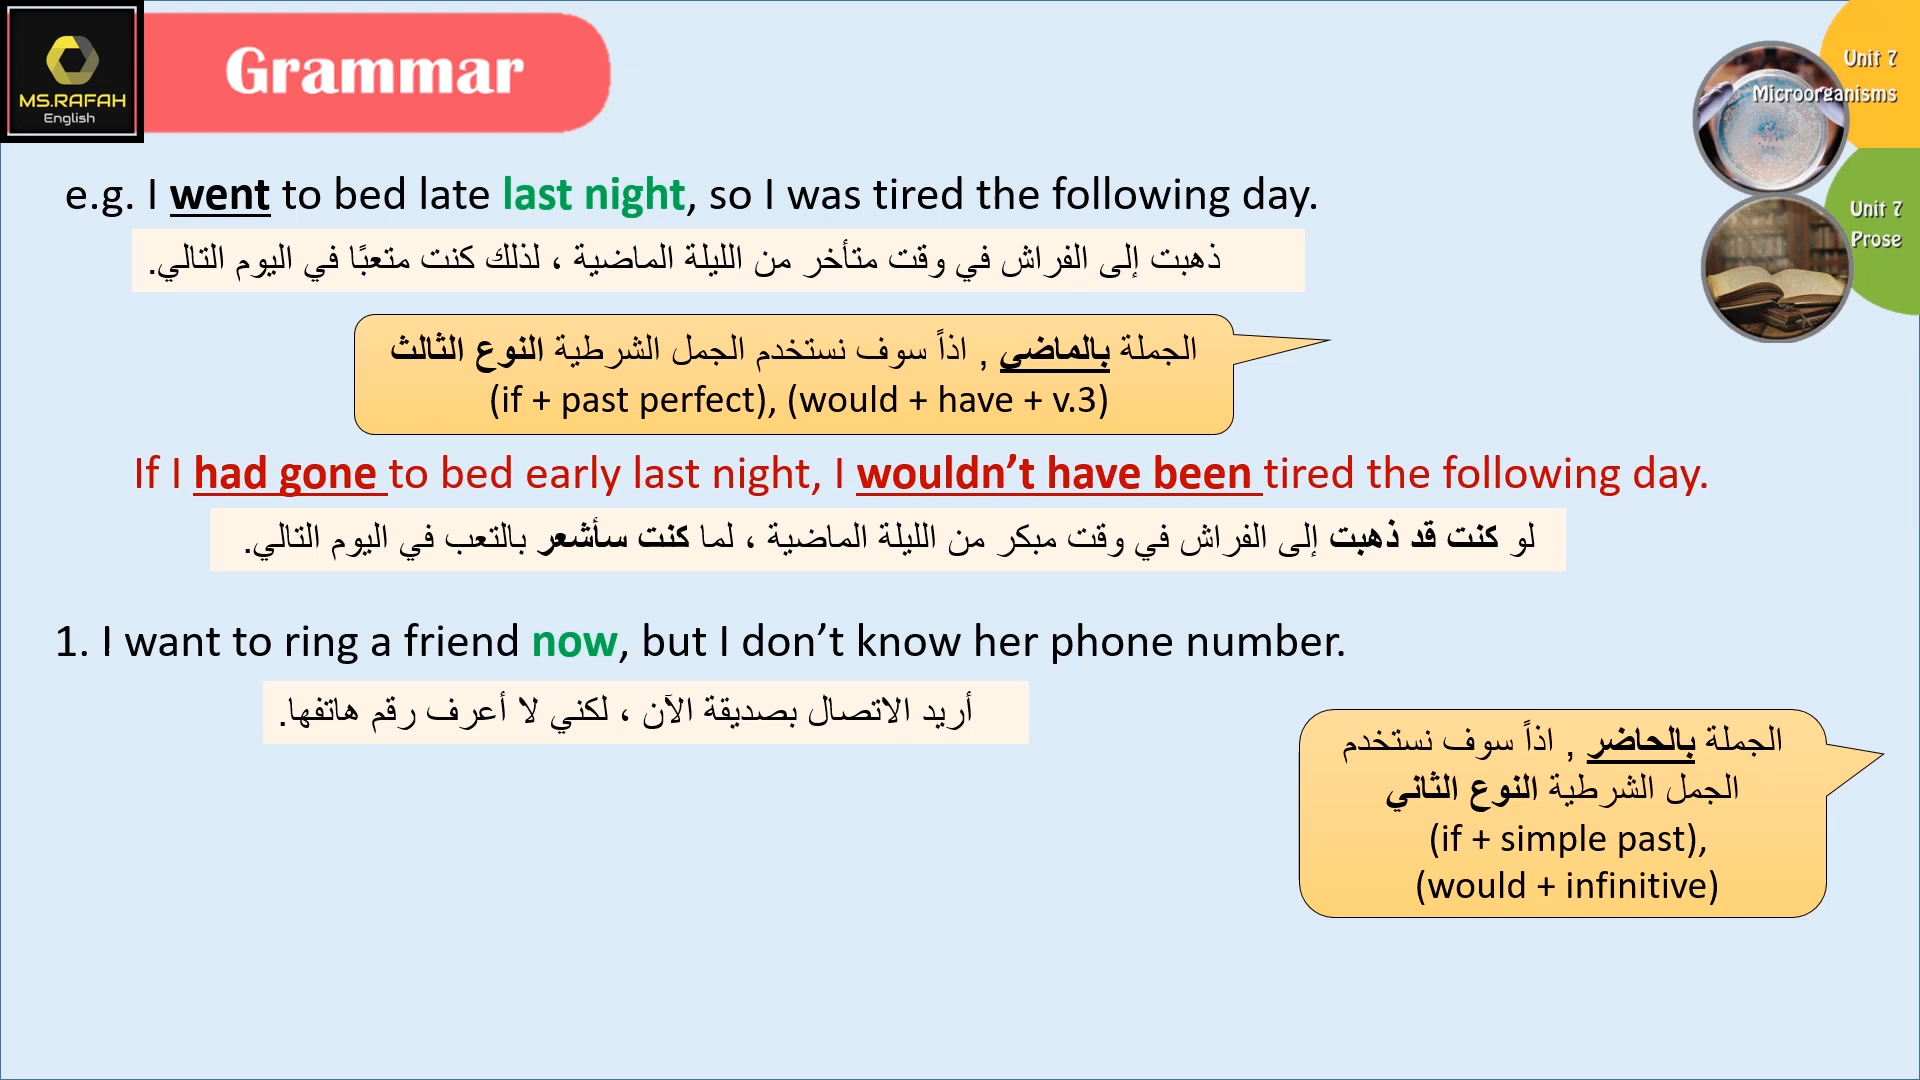 MS.RAFAH
English
Grammar
Unit 7
Microorganisms
Unit 7
Prose
e.g. I went to bed late last night, so I was tired the following day.
ذهبت إلى الفراش في وقت متأخر من الليلة الماضية ، لذلك كنت متعبًا في اليوم التالي.
الجملة بالماضي , اذاً سوف نستخدم الجمل الشرطية النوع الثالث
(if + past perfect), (would + have + v.3)
If I had gone to bed early last night, I wouldn’t have been tired the following day.
لو كنت قد ذهبت إلى الفراش في وقت مبكر من الليلة الماضية ، لما كنت سأشعر بالتعب في اليوم التالي.
1. I want to ring a friend now, but I don’t know her phone number.
أريد الاتصال بصديقة الآن ، لكني لا أعرف رقم هاتفها.
الجملة بالحاضر , اذاً سوف نستخدم
الجمل الشرطية النوع الثاني
(if + simple past),
(would + infinitive)